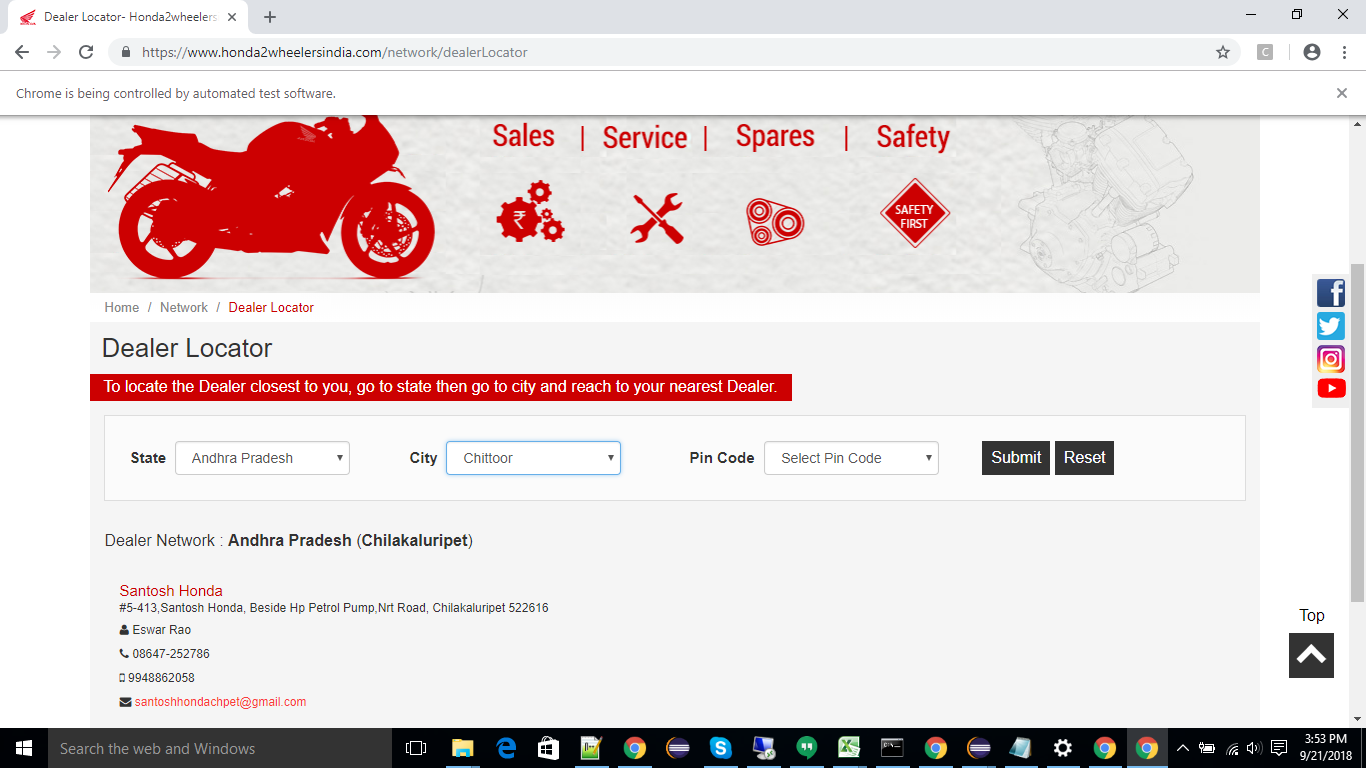 Dealer Locator- Honda2wheelers
https://www.honda2wheelersindia.com/network/dealerLocator
C
Chrome is being controlled by automated test software.
Sales | Service | Spares | Safety
₹
SAFETY
FIRST
Home / Network / Dealer Locator
Dealer Locator
To locate the Dealer closest to you, go to state then go to city and reach to your nearest Dealer.
State Andhra Pradesh City Chittoor Pin Code Select Pin Code Submit Reset
Dealer Network : Andhra Pradesh (Chilakaluripet)
Santosh Honda
#5-413,Santosh Honda, Beside Hp Petrol Pump,Nrt Road, Chilakaluripet 522616
Eswar Rao
08647-252786
9948862058
santoshhondachpet@gmail.com
Top
Search the web and Windows
3:53 PM
9/21/2018